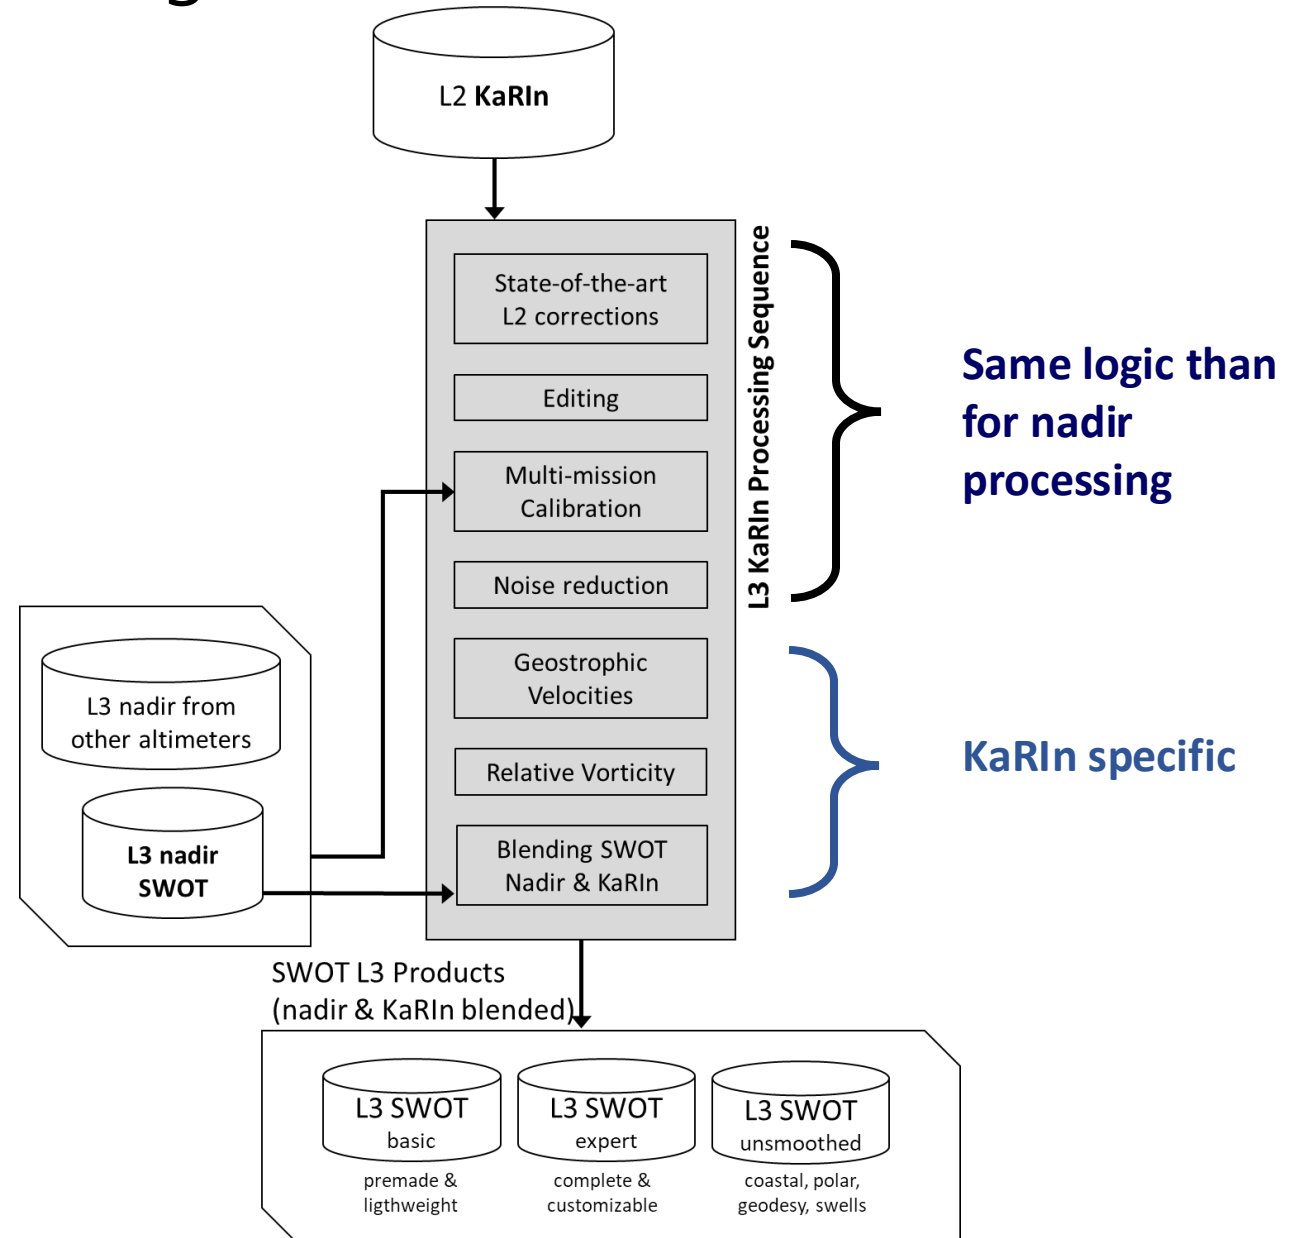 L2 KaRIn
State-of-the-art
L2 corrections
Editing
Multi-mission
Calibration
Noise reduction
Geostrophic
Velocities
Relative Vorticity
Blending SWOT
Nadir & KaRIn
L3 KaRIn Processing Sequence
Same logic than
for nadir
processing
KaRIn specific
L3 nadir from
other altimeters
L3 nadir
SWOT
SWOT L3 Products
(nadir & KaRIn blended)
L3 SWOT
basic
premade &
ligthweight
L3 SWOT
expert
complete &
customizable
L3 SWOT
unsmoothed
coastal, polar,
geodesy, swells